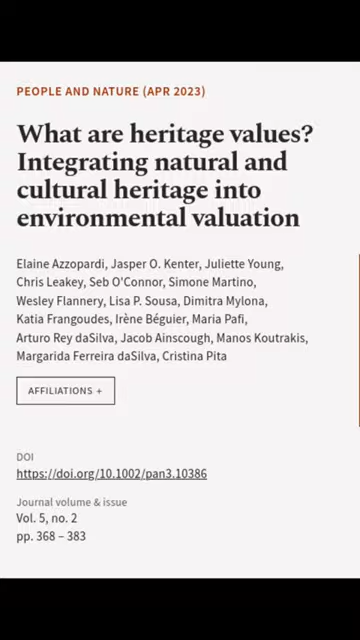 PEOPLE AND NATURE (APR 2023)
What are heritage values?
Integrating natural and
cultural heritage into
environmental valuation
Elaine Azzopardi, Jasper O. Kenter, Juliette Young,
Chris Leakey, Seb O'Connor, Simone Martino,
Wesley Flannery, Lisa P. Sousa, Dimitra Mylona,
Katia Frangoudes, Irène Béguier, Maria Pafi,
Arturo Rey daSilva, Jacob Ainscough, Manos Koutrakis,
Margarida Ferreira daSilva, Cristina Pita
AFFILIATIONS +
DOI
https://doi.org/10.1002/pan3.10386
Journal volume & issue
Vol. 5, no. 2
pp. 368 – 383